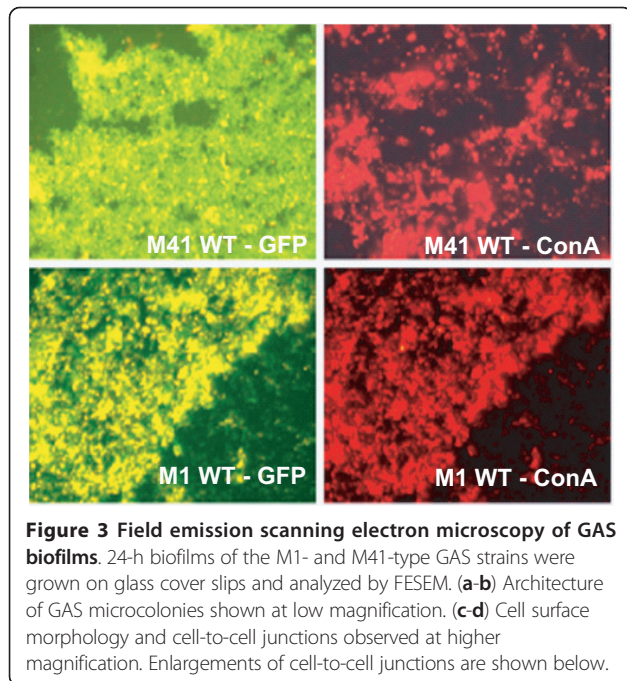 M41 WT - GFP
M41 WT - ConA
M1 WT - GFP
M1 WT - ConA
Figure 3 Field emission scanning electron microscopy of GAS
biofilms. 24-h biofilms of the M1- and M41-type GAS strains were
grown on glass cover slips and analyzed by FESEM. (a-b) Architecture
of GAS microcolonies shown at low magnification. (c-d) Cell surface
morphology and cell-to-cell junctions observed at higher
magnification. Enlargements of cell-to-cell junctions are shown below.